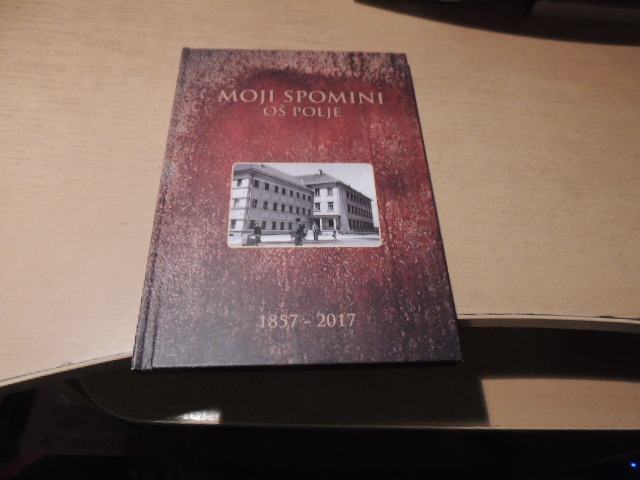 MOJI SPOMINI
OŠ POLJE
1857 - 2017